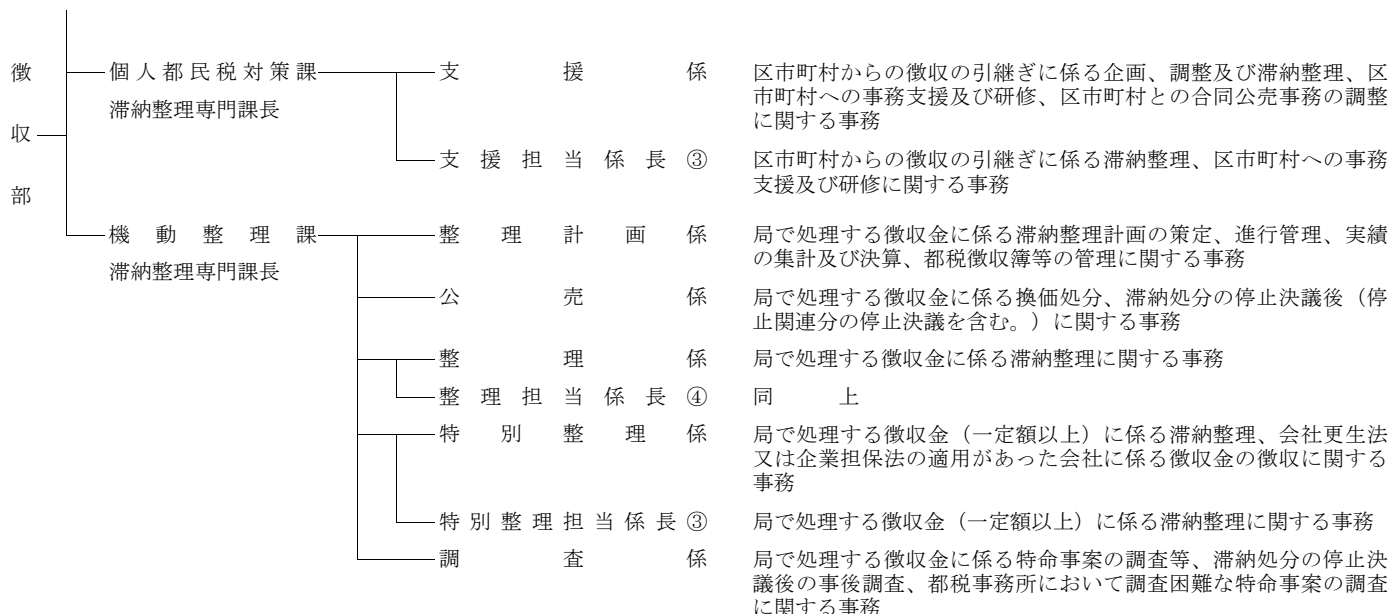 徴収部
個人都民税対策課
滞納整理専門課長
支援係
区市町村からの徴収の引継ぎに係る企画、調整及び滞納整理、区
市町村への事務支援及び研修、区市町村との合同公売事務の調整
に関する事務
支援担当係長③
区市町村からの徴収の引継ぎに係る滞納整理、区市町村への事務
支援及び研修に関する事務
機動整理課
滞納整理専門課長
整理計画係
局で処理する徴収金に係る滞納整理計画の策定、進行管理、実績
の集計及び決算、都税徴収簿等の管理に関する事務
公売係
局で処理する徴収金に係る換価処分、滞納処分の停止決議後（停
止関連分の停止決議を含む。）に関する事務
整理係
局で処理する徴収金に係る滞納整理に関する事務
整理担当係長④
同上
特別整理係
局で処理する徴収金（一定額以上）に係る滞納整理、会社更生法
又は企業担保法の適用があった会社に係る徴収金の徴収に関する
事務
特別整理担当係長③
局で処理する徴収金（一定額以上）に係る滞納整理に関する事務
調査係
局で処理する徴収金に係る特命事案の調査等、滞納処分の停止決
議後の事後調査、都税事務所において調査困難な特命事案の調査
に関する事務